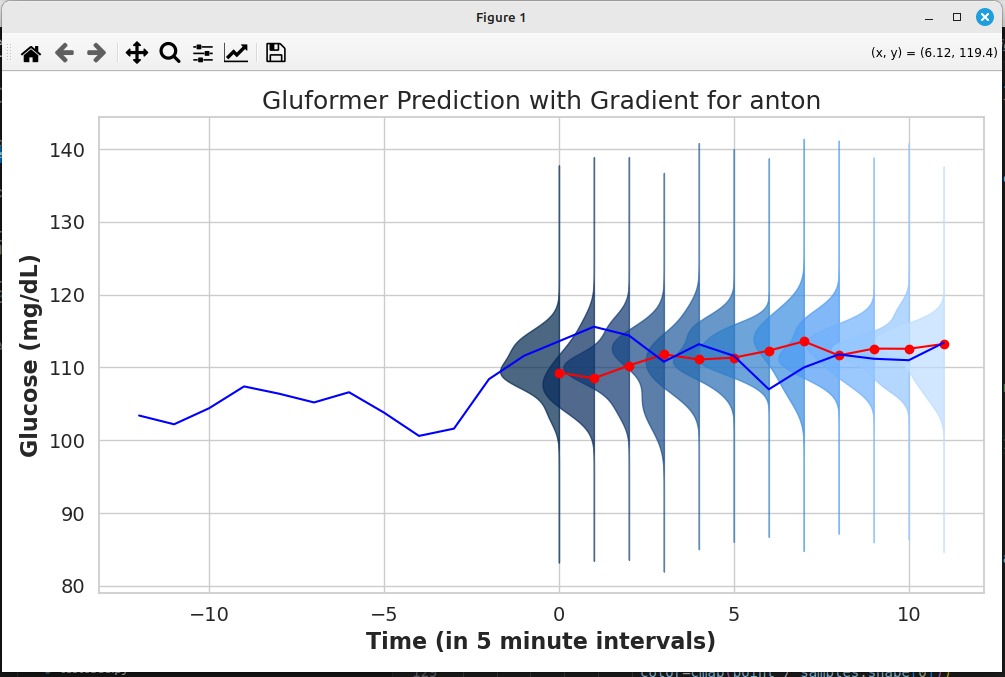 Figure 1
(x, y) = (6.12, 119.4)
Gluformer Prediction with Gradient for anton
140
130
120
110
100
90
80
Glucose (mg/dL)
−10
−5
0
5
10
Time (in 5 minute intervals)